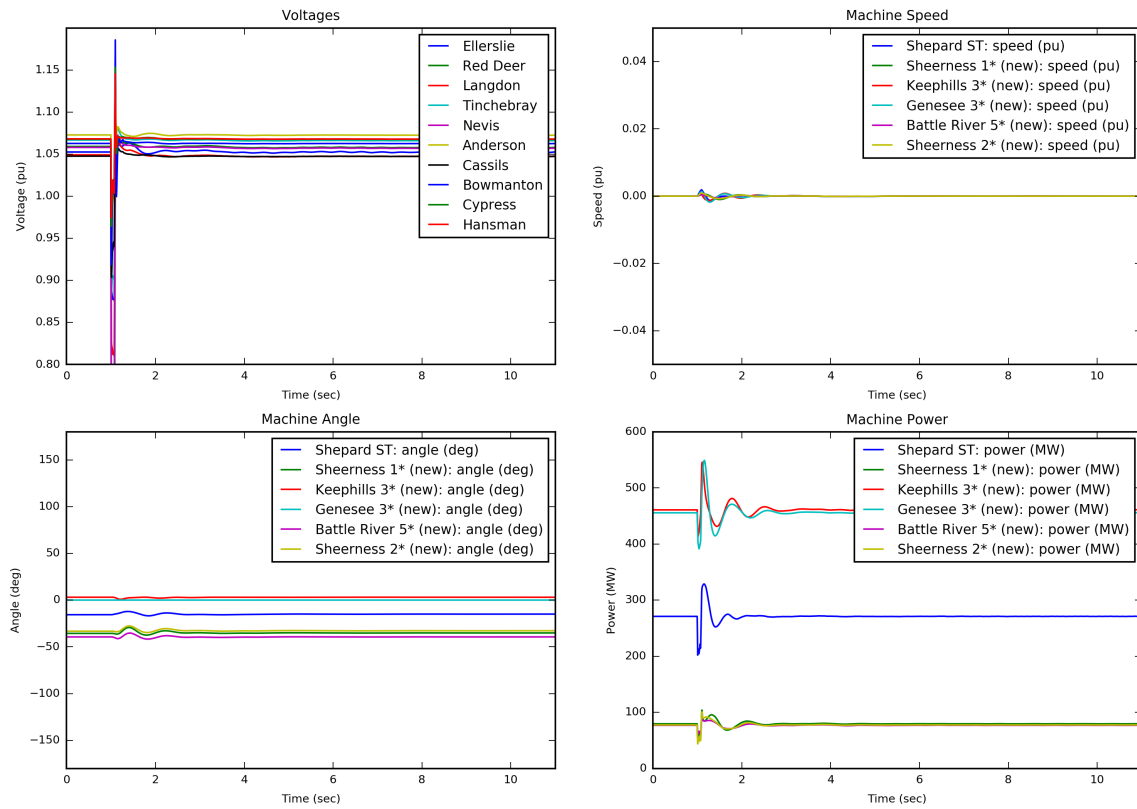 Voltages
1.15
1.10
1.05
1.00
0.95
0.90
0.85
0.80
Voltage (pu)
Ellerslie
Red Deer
Langdon
Tinchebray
Nevis
Anderson
Cassils
Bowmanton
Cypress
Hansman
0 2 4 6 8 10
Time (sec)
Machine Speed
0.04
0.02
0.00
−0.02
−0.04
Speed (pu)
Shepard ST: speed (pu)
Sheerness 1* (new): speed (pu)
Keephills 3* (new): speed (pu)
Genesee 3* (new): speed (pu)
Battle River 5* (new): speed (pu)
Sheerness 2* (new): speed (pu)
0 2 4 6 8 10
Time (sec)
Machine Angle
150
100
50
0
−50
−100
−150
Angle (deg)
Shepard ST: angle (deg)
Sheerness 1* (new): angle (deg)
Keephills 3* (new): angle (deg)
Genesee 3* (new): angle (deg)
Battle River 5* (new): angle (deg)
Sheerness 2* (new): angle (deg)
0 2 4 6 8 10
Time (sec)
Machine Power
600
500
400
300
200
100
0
Power (MW)
Shepard ST: power (MW)
Sheerness 1* (new): power (MW)
Keephills 3* (new): power (MW)
Genesee 3* (new): power (MW)
Battle River 5* (new): power (MW)
Sheerness 2* (new): power (MW)
0 2 4 6 8 10
Time (sec)